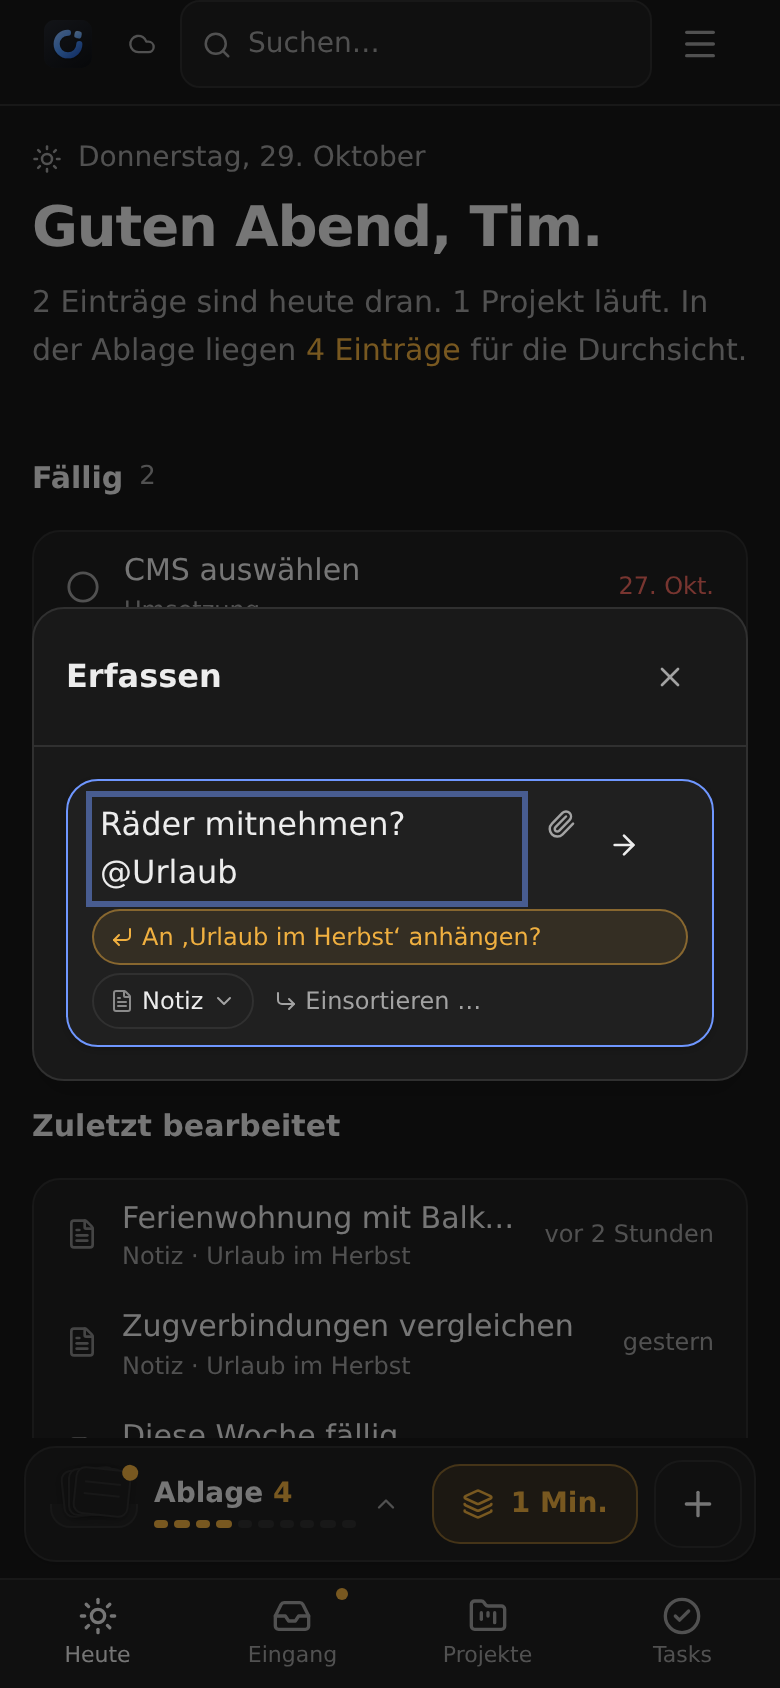 Suchen...
Donnerstag, 29. Oktober
Guten Abend, Tim.
2 Einträge sind heute dran. 1 Projekt läuft. In
der Ablage liegen 4 Einträge für die Durchsicht.
Fällig 2
CMS auswählen
27. Okt.
Umsetzung
Erfassen
Räder mitnehmen?
@Urlaub
An ‚Urlaub im Herbst‘ anhängen?
Notiz
Einsortieren ...
Zuletzt bearbeitet
Ferienwohnung mit Balk...
vor 2 Stunden
Notiz · Urlaub im Herbst
Zugverbindungen vergleichen
gestern
Notiz · Urlaub im Herbst
Diese Woche fällig
Ablage 4
1 Min.
Heute
Eingang
Projekte
Tasks